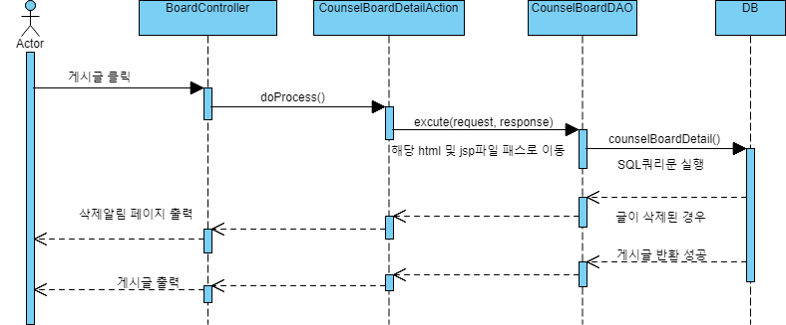 BoardController
CounselBoardDetailAction
CounselBoardDAO
DB
Actor
게시글 클릭
doProcess()
excute(request, response)
해당 html 및 jsp파일 패스로 이동
counselBoardDetail()
SQL쿼리문 실행
삭제알림 페이지 출력
글이 삭제된 경우
게시글 반환 성공
게시글 출력